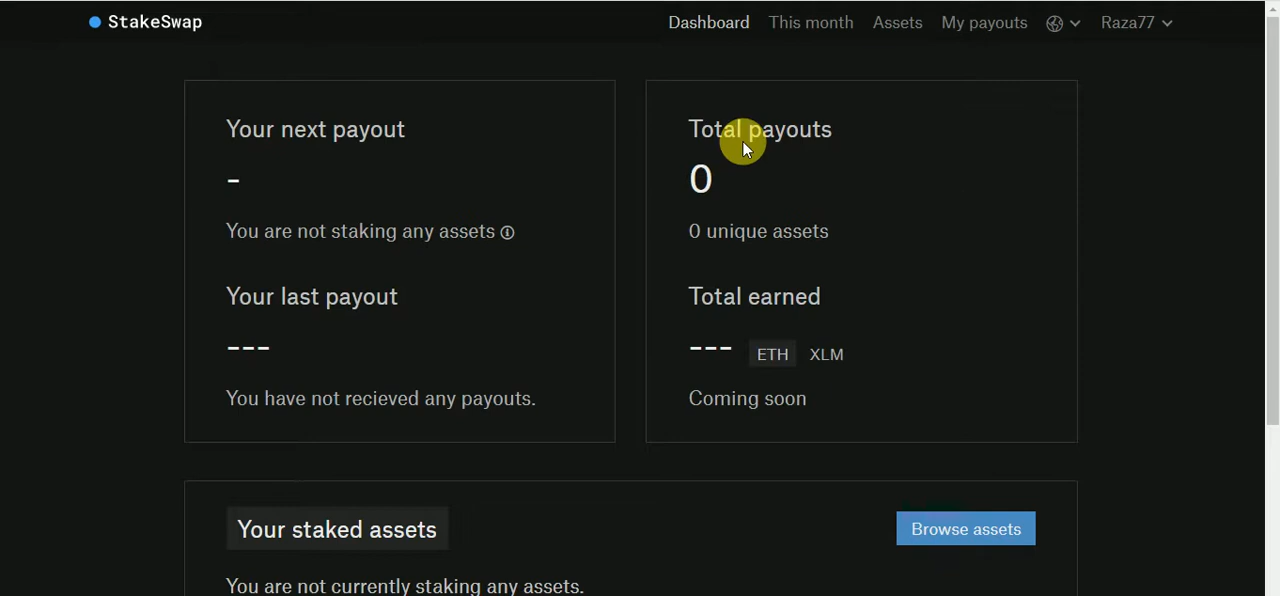 StakeSwap
Dashboard This month Assets My payouts Raza77
Your next payout
-
You are not staking any assets
Your last payout
---
You have not recieved any payouts.
Total payouts
0
0 unique assets
Total earned
--- ETH XLM
Coming soon
Your staked assets
Browse assets
You are not currently staking any assets.